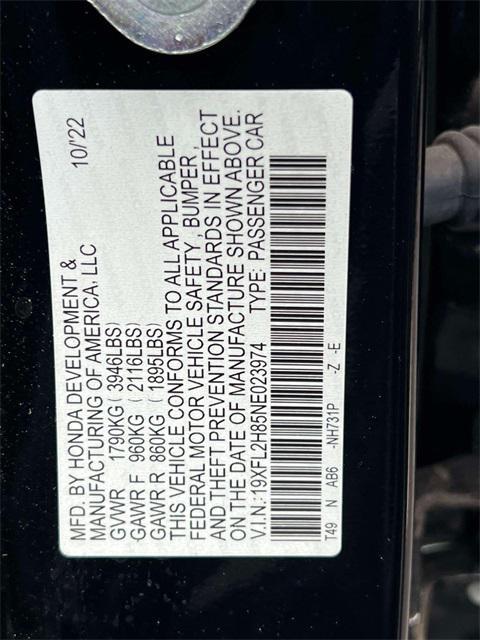 MFD. BY HONDA DEVELOPMENT & 10/'22
MANUFACTURING OF AMERICA, LLC
GVWR 1790KG ( 3946LBS)
GAWR F 960KG ( 2116LBS)
GAWR R 860KG ( 1896LBS)
THIS VEHICLE CONFORMS TO ALL APPLICABLE
FEDERAL MOTOR VEHICLE SAFETY, BUMPER,
AND THEFT PREVENTION STANDARDS IN EFFECT
ON THE DATE OF MANUFACTURE SHOWN ABOVE.
V.I.N.:19XFL2H85NE023974 TYPE: PASSENGER CAR
T49 N AB6 -NH731P -Z -E